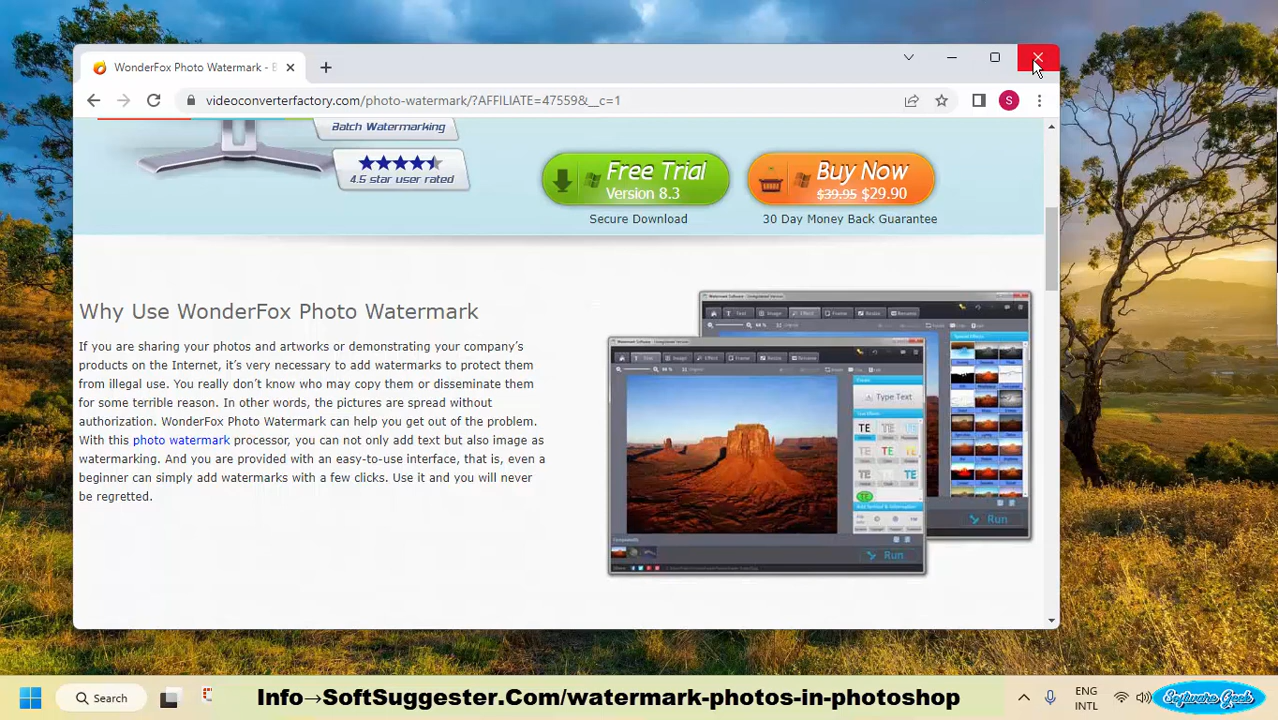 WonderFox Photo Watermark - B
videoconverterfactory.com/photo-watermark/?AFFILIATE=47559&__c=1
S
Batch Watermarking
4.5 star user rated
Free Trial
Version 8.3
Secure Download
Buy Now
$39.95 $29.90
30 Day Money Back Guarantee
Why Use WonderFox Photo Watermark
If you are sharing your photos or artworks or demonstrating your company's
products on the Internet, it's very necessary to add watermarks to protect them
from illegal use. You really don't know who may copy them or disseminate them
for some terrible reason. In other words, the pictures are spread without
authorization. WonderFox Photo Watermark can help you get out of the problem.
With this photo watermark processor, you can not only add text but also image as
watermarking. And you are provided with an easy-to-use interface, that is, even a
beginner can simply add watermarks with a few clicks. Use it and you will never
be regretted.
Type Text
Run
Run
Search
Info→SoftSuggester.Com/watermark-photos-in-photoshop
ENG
INTL
Software Geek